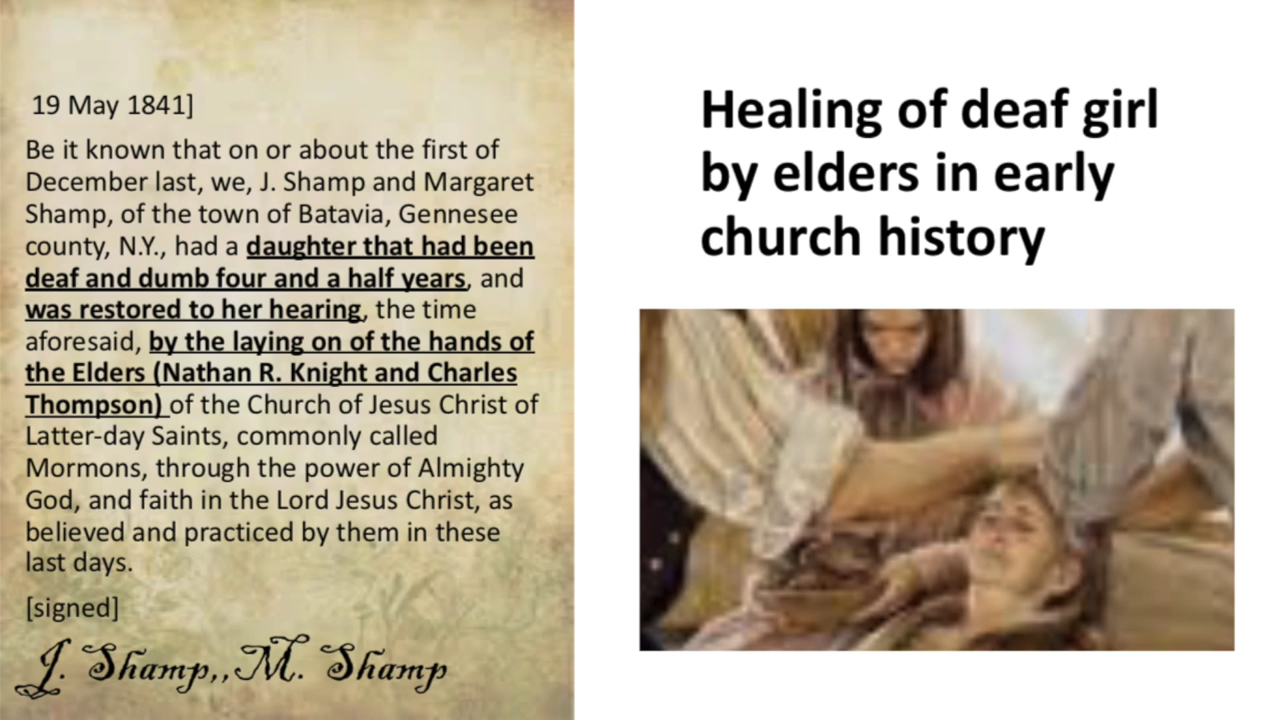 19 May 1841]
Be it known that on or about the first of
December last, we, J. Shamp and Margaret
Shamp, of the town of Batavia, Gennesee
county, N.Y., had a daughter that had been
deaf and dumb four and a half years, and
was restored to her hearing, the time
aforesaid, by the laying on of the hands of
the Elders (Nathan R. Knight and Charles
Thompson) of the Church of Jesus Christ of
Latter-day Saints, commonly called
Mormons, through the power of Almighty
God, and faith in the Lord Jesus Christ, as
believed and practiced by them in these
last days.
[signed]
J. Shamp,,M. Shamp
Healing of deaf girl
by elders in early
church history